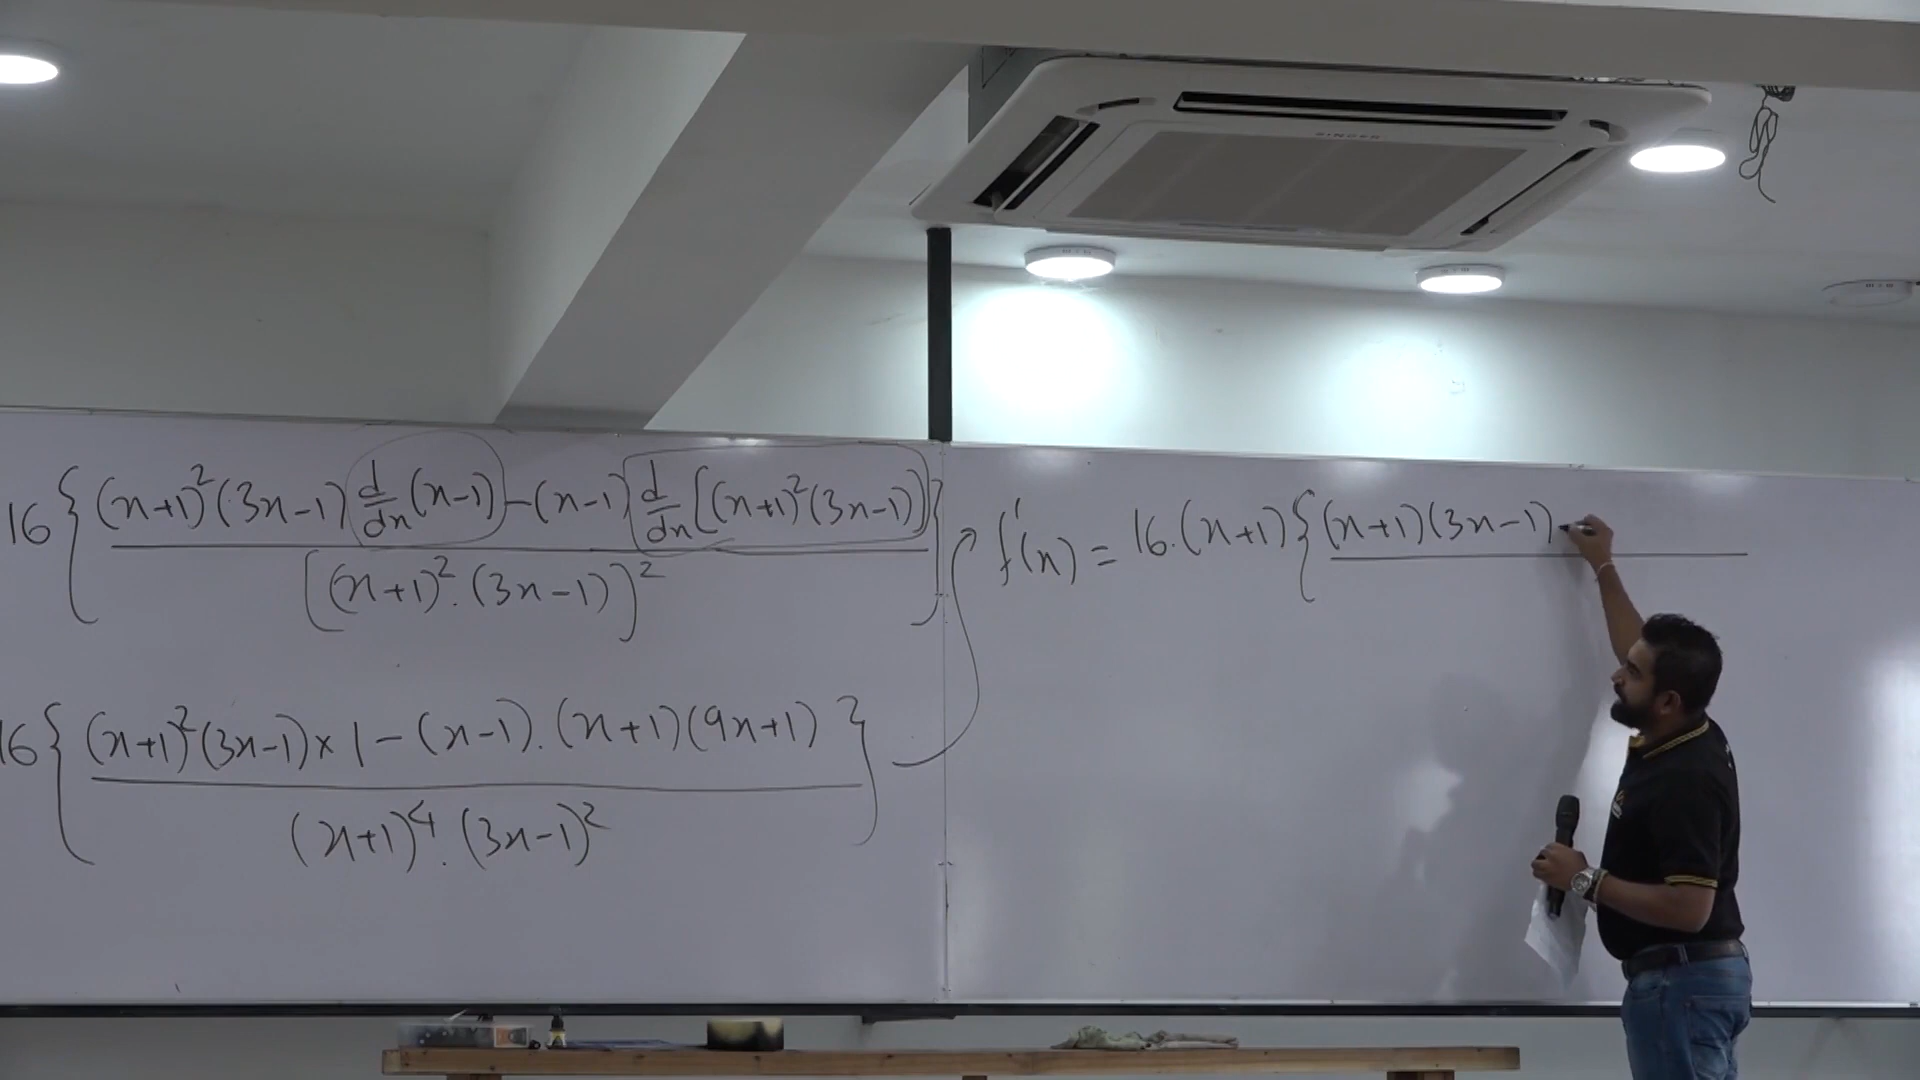 16 { (x+1)²(3x-1) d/dx (x-1) - (x-1) d/dx [(x+1)²(3x-1)] }
[(x+1)².(3x-1)]²
16 { (x+1)²(3x-1)×1-(x-1).(x+1)(9x+1) }
(x+1)⁴.(3x-1)²
f'(x) = 16.(x+1) { (x+1)(3x-1)
SINGER